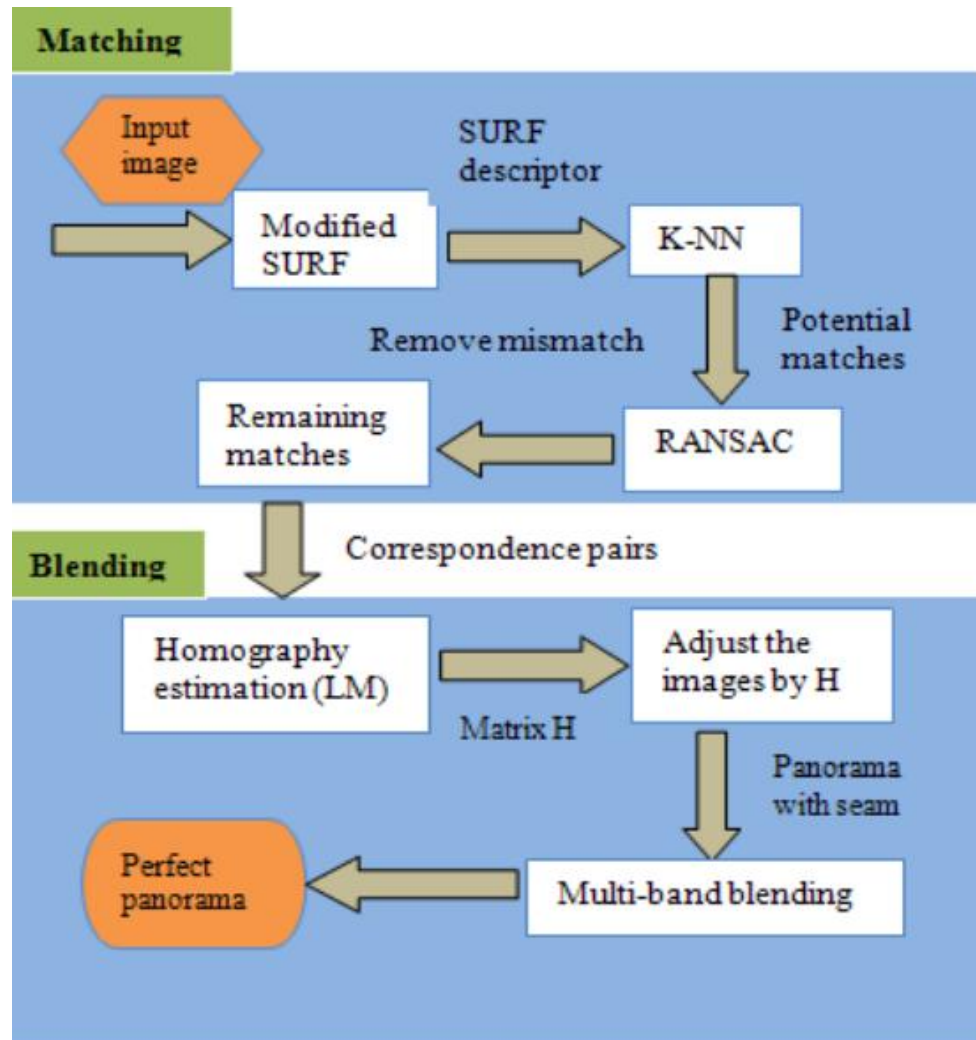 Matching
Input
image
SURF
descriptor
Modified
SURF
K-NN
Remove mismatch
Potential
matches
Remaining
matches
RANSAC
Correspondence pairs
Blending
Homography
estimation (LM)
Adjust the
images by H
Matrix H
Panorama
with seam
Perfect
panorama
Multi-band blending